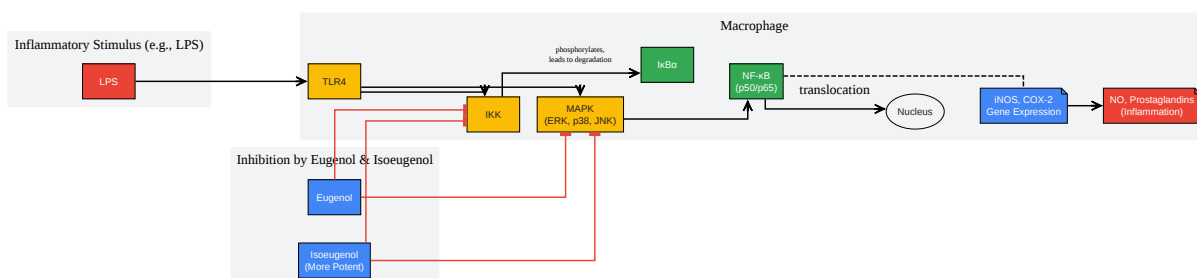 Macrophage
Inflammatory Stimulus (e.g., LPS)
phosphorylates,
leads to degradation
LPS
TLR4
IκBα
NF-κB
(p50/p65)
translocation
IKK
MAPK
(ERK, p38, JNK)
Nucleus
iNOS, COX-2
Gene Expression
NO, Prostaglandins
(Inflammation)
Inhibition by Eugenol & Isoeugenol
Eugenol
Isoeugenol
(More Potent)